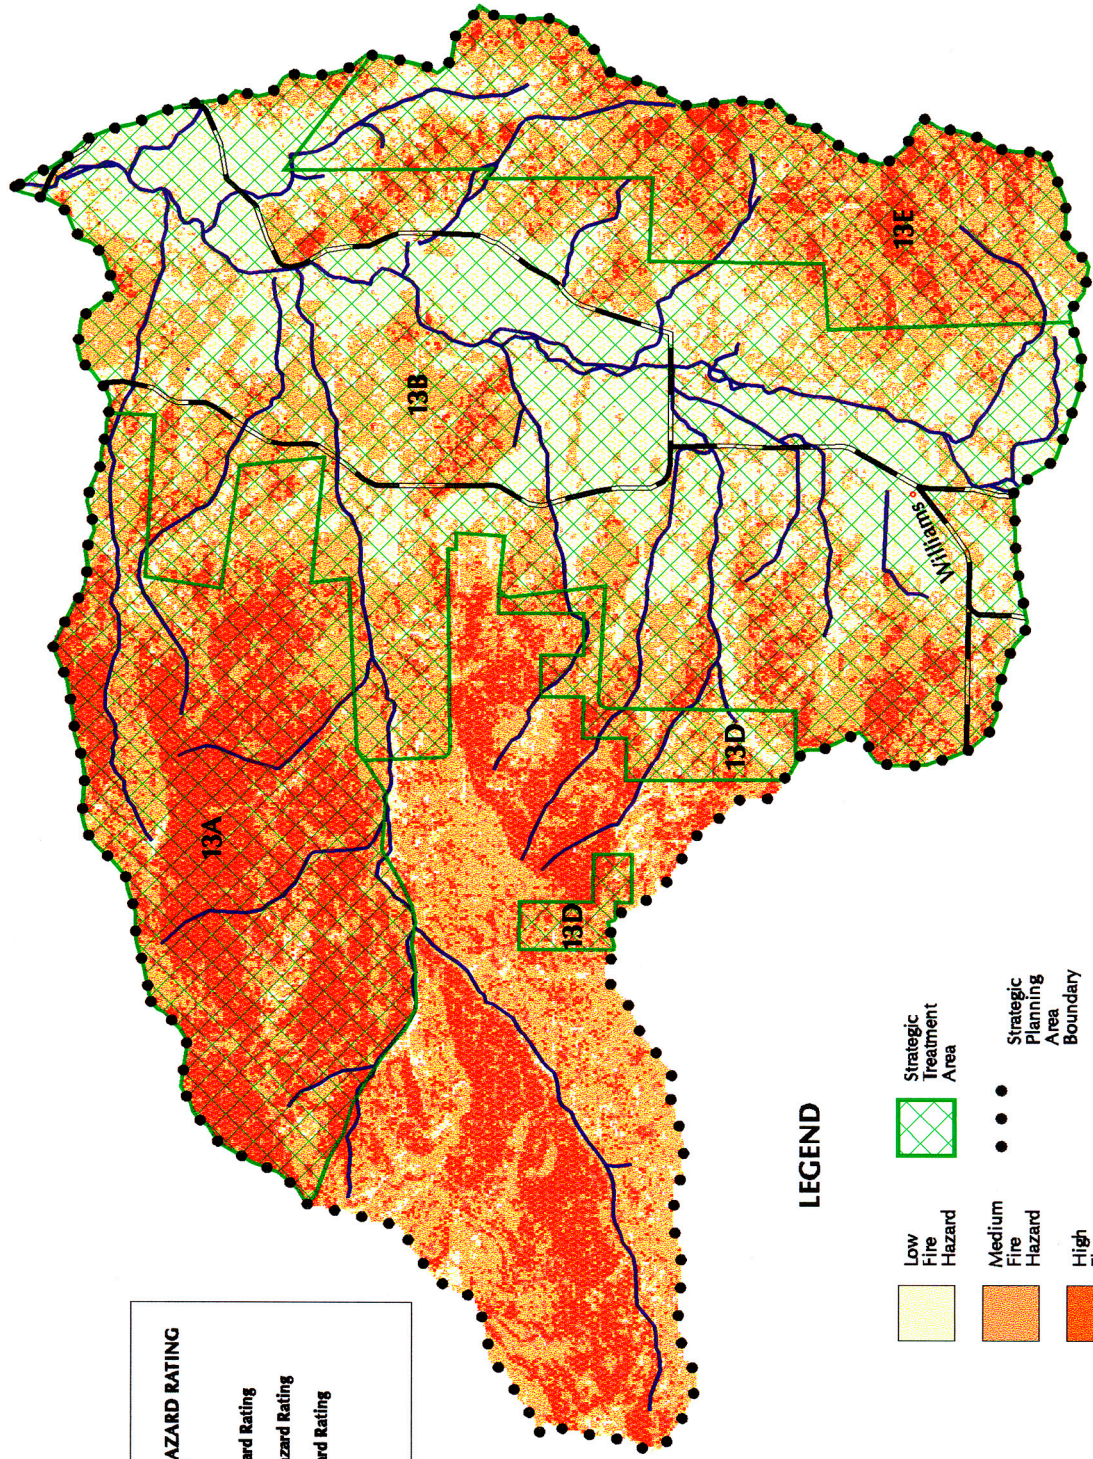 AZARD RATING
ard Rating
zard Rating
rd Rating
13A
13B
13D
13D
13E
Williams
LEGEND
Low
Fire
Hazard
Medium
Fire
Hazard
High
Strategic
Treatment
Area
Strategic
Planning
Area
Boundary